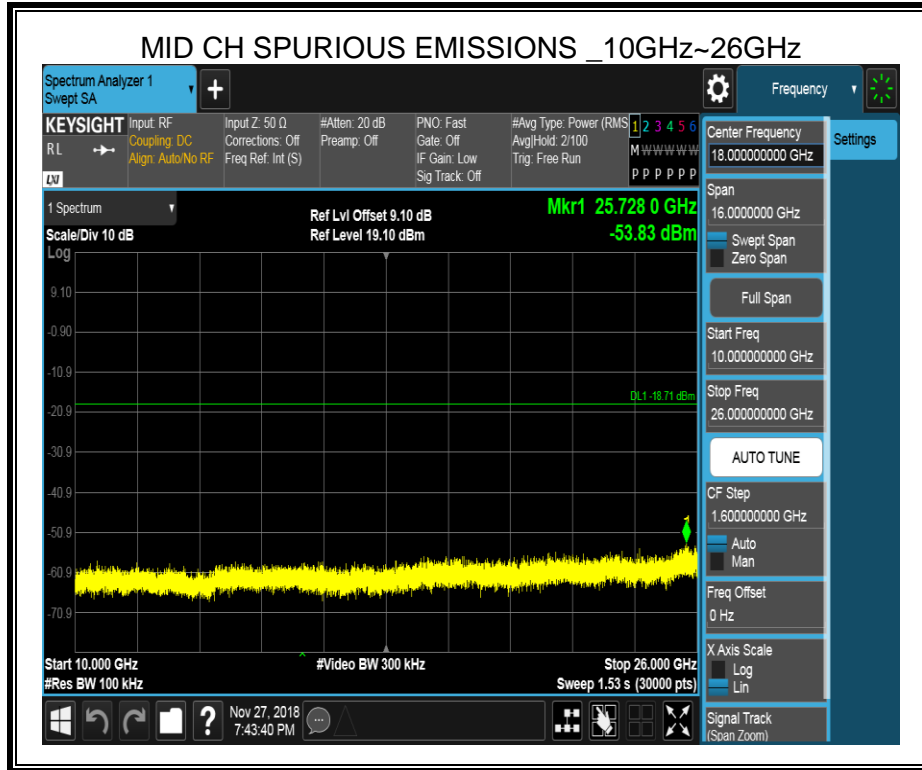 MID CH SPURIOUS EMISSIONS _10GHz~26GHz
Spectrum Analyzer 1
Swept SA
+
Frequency
KEYSIGHT
RL
LXI
Input: RF
Coupling: DC
Align: Auto/No RF
Input Z: 50 Ω
Corrections: Off
Freq Ref: Int (S)
#Atten: 20 dB
Preamp: Off
PNO: Fast
Gate: Off
IF Gain: Low
Sig Track: Off
#Avg Type: Power (RMS
Avg|Hold: 2/100
Trig: Free Run
1 2 3 4 5 6
M W W W W W
P P P P P P
Center Frequency
18.000000000 GHz
Settings
Span
16.0000000 GHz
Swept Span
Zero Span
Full Span
Start Freq
10.000000000 GHz
Stop Freq
26.000000000 GHz
AUTO TUNE
CF Step
1.600000000 GHz
Auto
Man
Freq Offset
0 Hz
X Axis Scale
Log
Lin
Signal Track
(Span Zoom)
1 Spectrum
Scale/Div 10 dB
Ref Lvl Offset 9.10 dB
Ref Level 19.10 dBm
Mkr1 25.728 0 GHz
-53.83 dBm
Log
9.10
-0.90
-10.9
DL1 -18.71 dBm
-20.9
-30.9
-40.9
1
-50.9
-60.9
-70.9
Start 10.000 GHz
#Video BW 300 kHz
Stop 26.000 GHz
#Res BW 100 kHz
Sweep 1.53 s (30000 pts)
?
Nov 27, 2018
7:43:40 PM